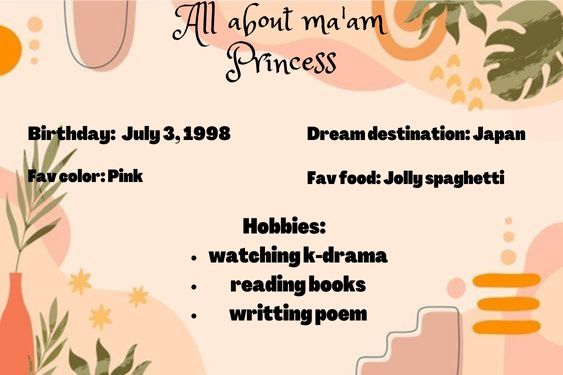 All about ma'am
Princess
Birthday: July 3, 1998
Dream destination: Japan
Fav color: Pink
Fav food: Jolly spaghetti
Hobbies:
• watching k-drama
• reading books
• writting poem